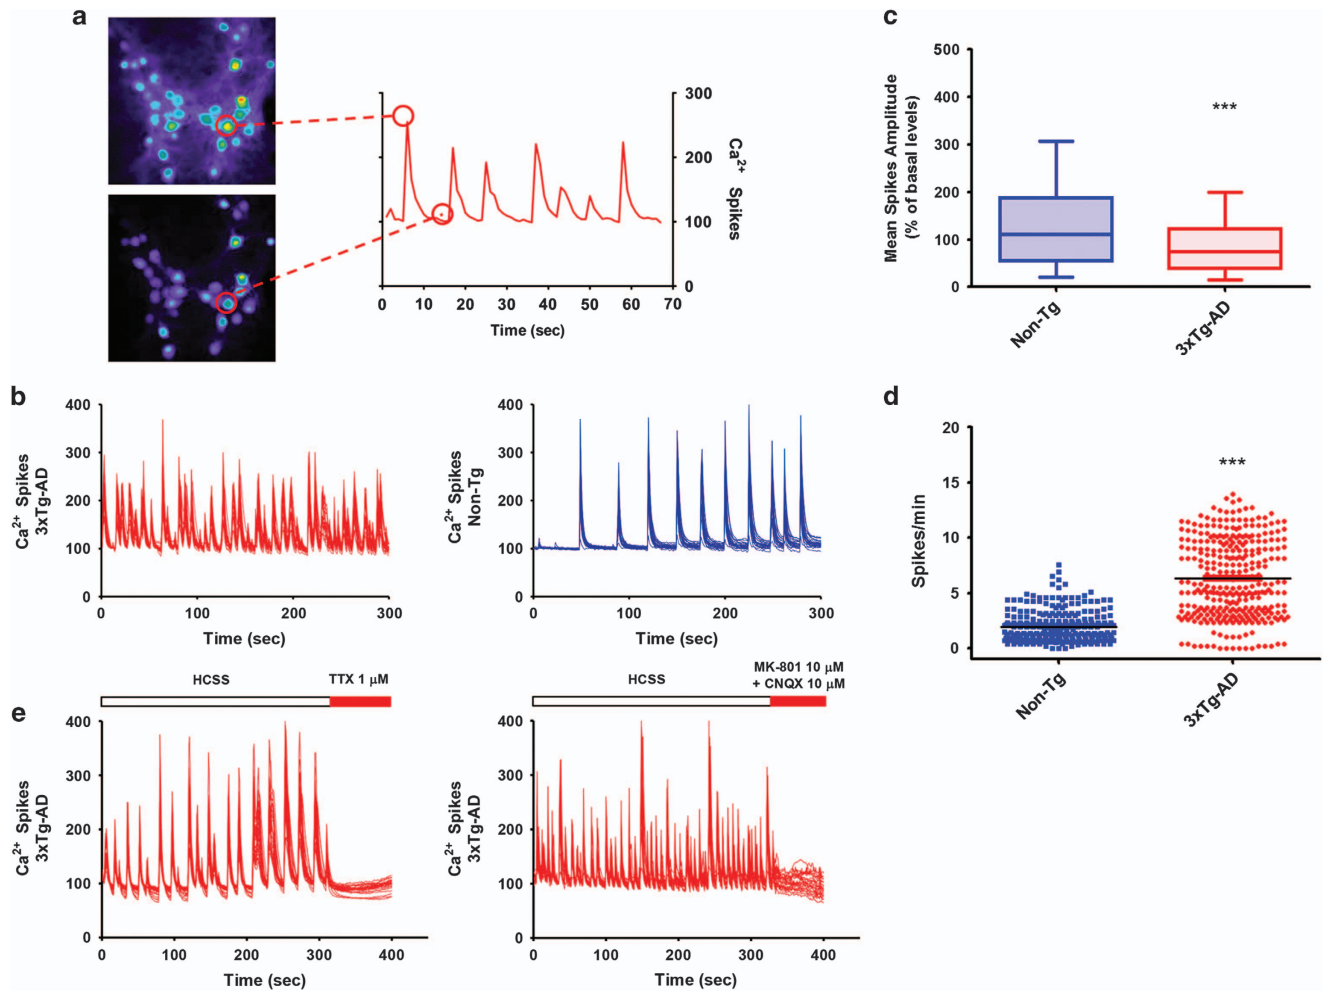 a
300
200
100
0
Ca2+ Spikes
0 10 20 30 40 50 60 70
Time (sec)
c
500
400
300
200
100
0
Mean Spikes Amplitude
(% of basal levels)
***
Non-Tg
3xTg-AD
b
400
300
200
100
0
Ca2+ Spikes
3xTg-AD
100 200 300
Time (sec)
400
300
200
100
0
Ca2+ Spikes
Non-Tg
0 100 200 300
Time (sec)
d
20
15
10
5
0
Spikes/min
***
Non-Tg
3xTg-AD
e
HCSS
TTX 1 μM
400
300
200
100
0
Ca2+ Spikes
3xTg-AD
0 100 200 300 400
Time (sec)
HCSS
MK-801 10 μM
+ CNQX 10 μM
400
300
200
100
0
Ca2+ Spikes
3xTg-AD
0 100 200 300 400
Time (sec)